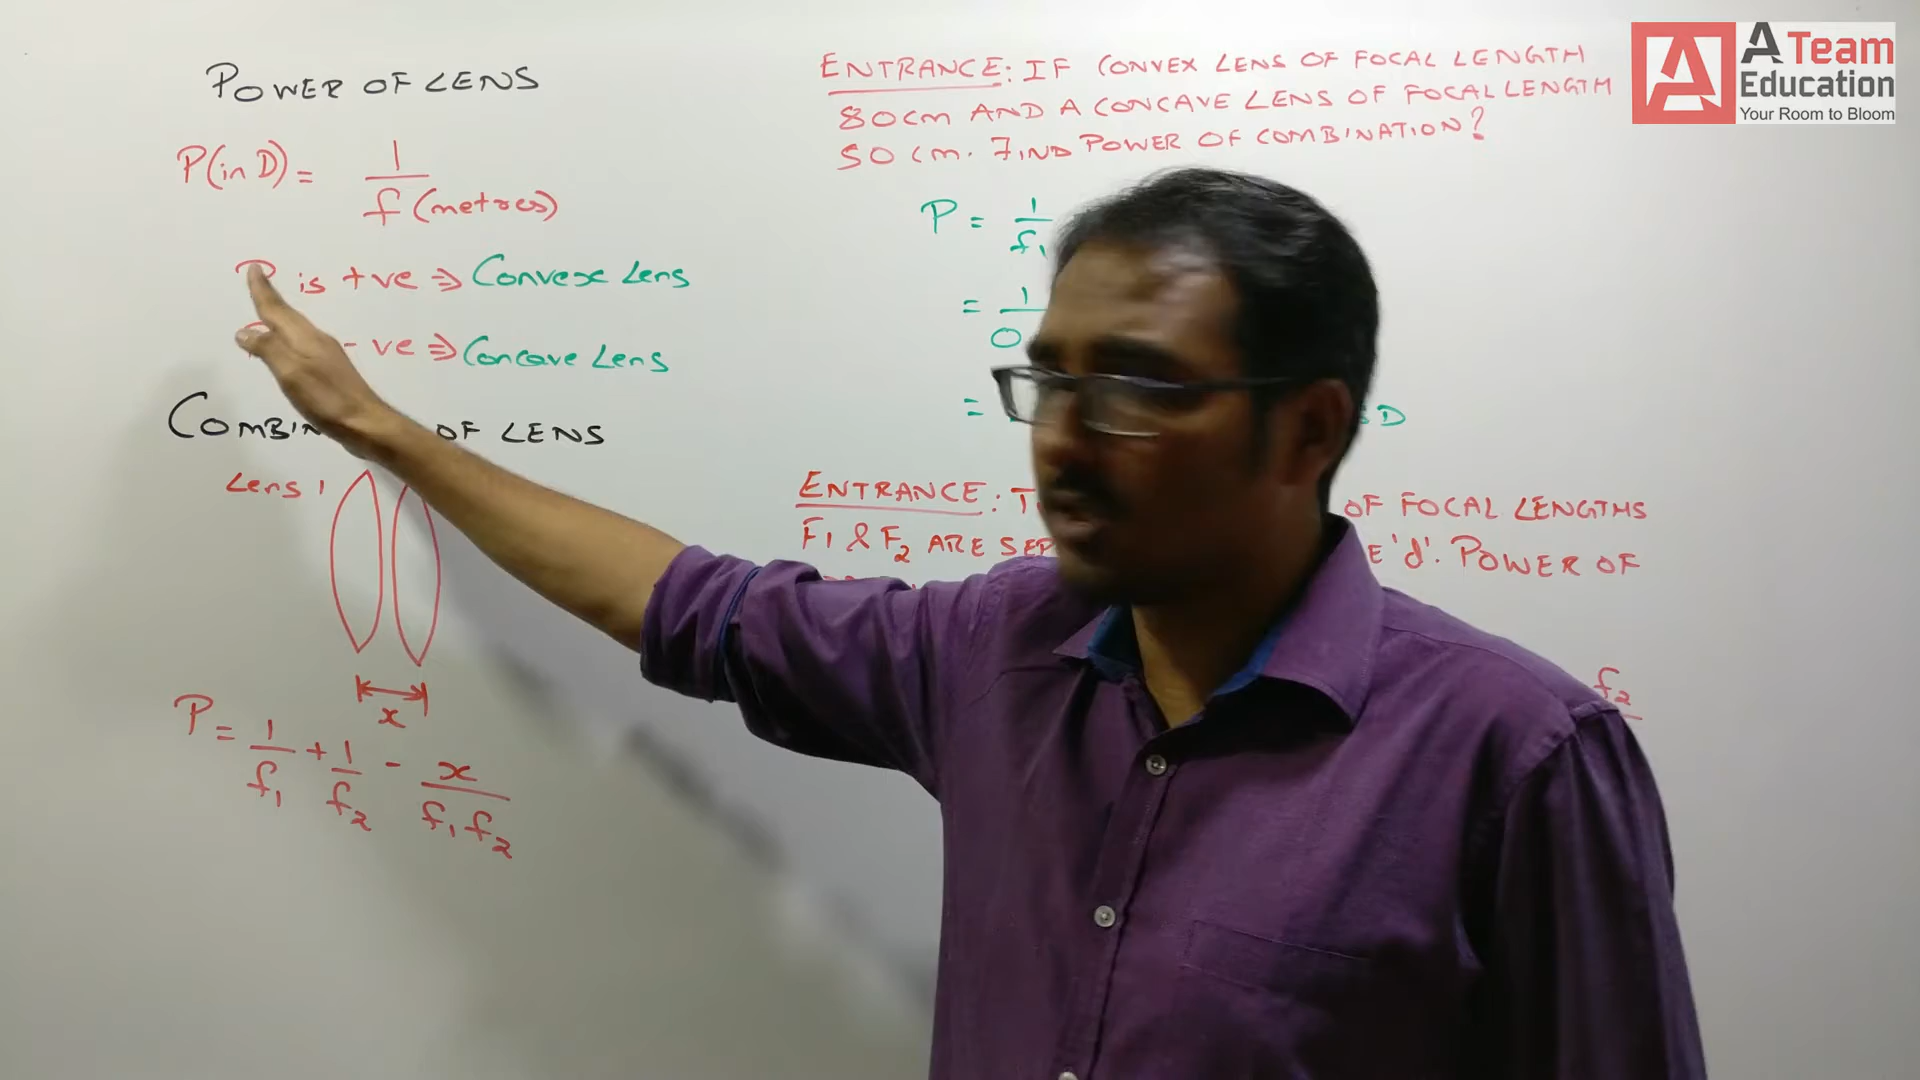 POWER OF LENS
P(in D) = 1/f (metres)
P is +ve ⇒ Convex Lens
-ve ⇒ Concave Lens
OF LENS
Lens 1
x
P = 1/f₁ + 1/f₂ - x/f₁f₂
ENTRANCE: IF CONVEX LENS OF FOCAL LENGTH
80cm AND A CONCAVE LENS OF FOCAL LENGTH
50 cm. FIND POWER OF COMBINATION?
P = 1/f₁
= 1/0
=
D
ENTRANCE:
OF FOCAL LENGTHS
F₁ & F₂ ARE
'd'. POWER OF
f₂
A Team
Education
Your Room to Bloom